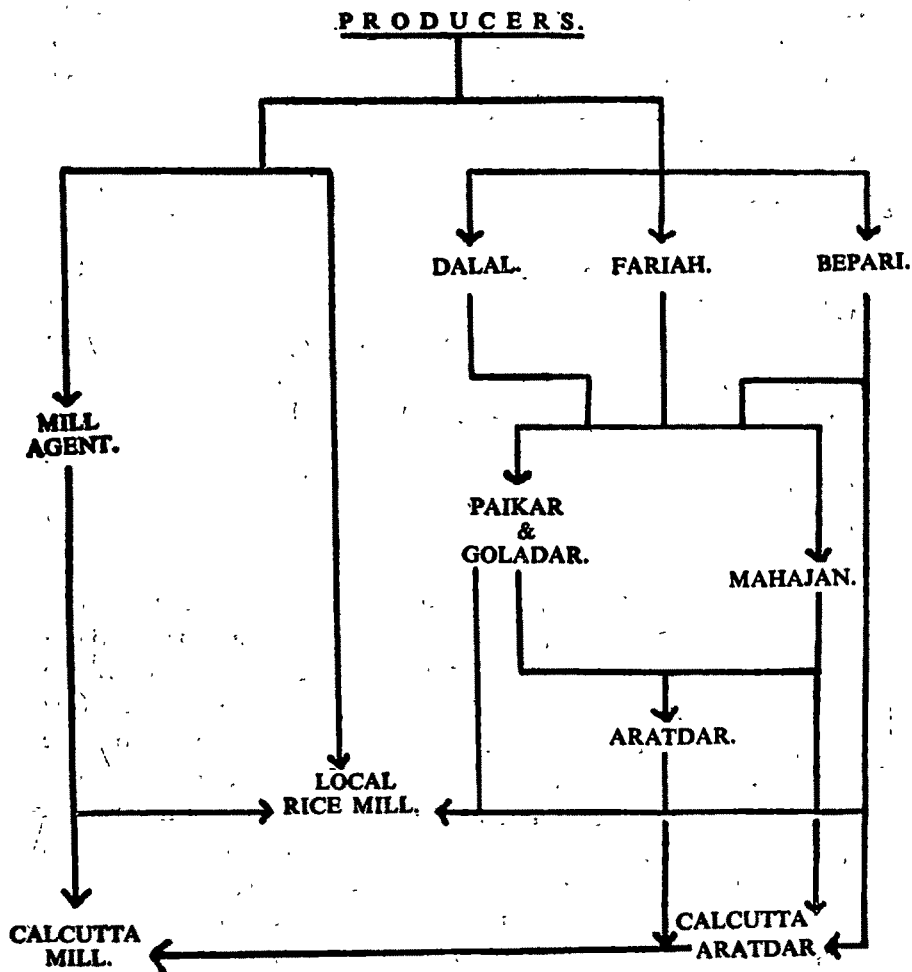 PRODUCERS.
DALAL.
FARIAH.
BEPARI.
MILL
AGENT.
PAIKAR
&
GOLADAR.
MAHAJAN.
ARATDAR.
LOCAL
RICE MILL.
CALCUTTA
MILL.
CALCUTTA
ARATDAR